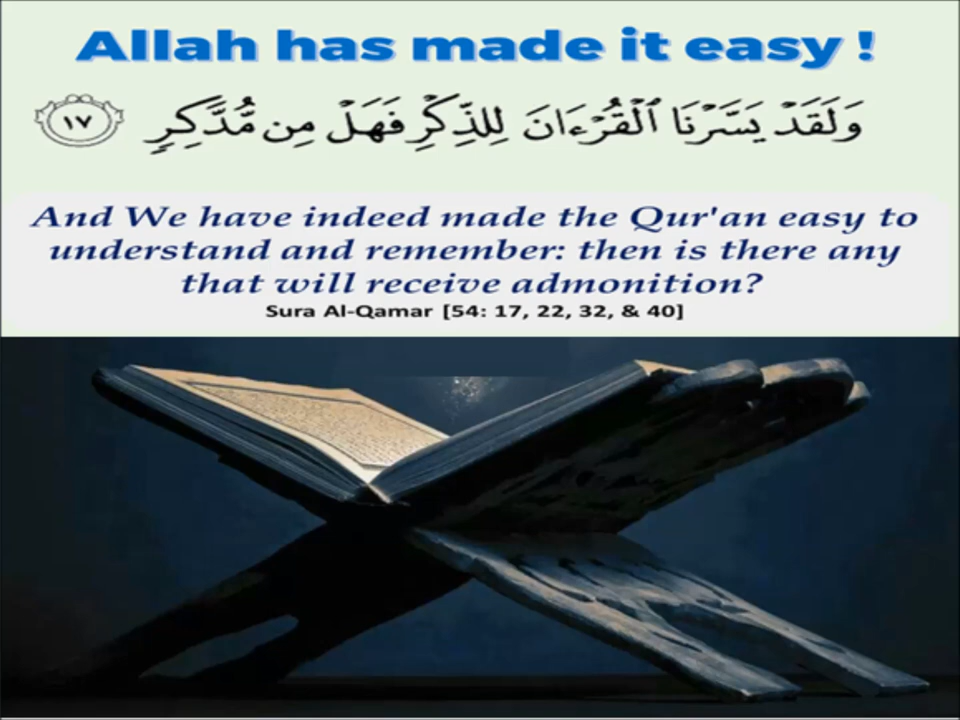 Allah has made it easy !
وَلَقَدْ يَسَّرْنَا ٱلْقُرْءَانَ لِلذِّكْرِ فَهَلْ مِن مُّدَّكِرٍ ١٧
And We have indeed made the Qur'an easy to
understand and remember: then is there any
that will receive admonition?
Sura Al-Qamar [54: 17, 22, 32, & 40]